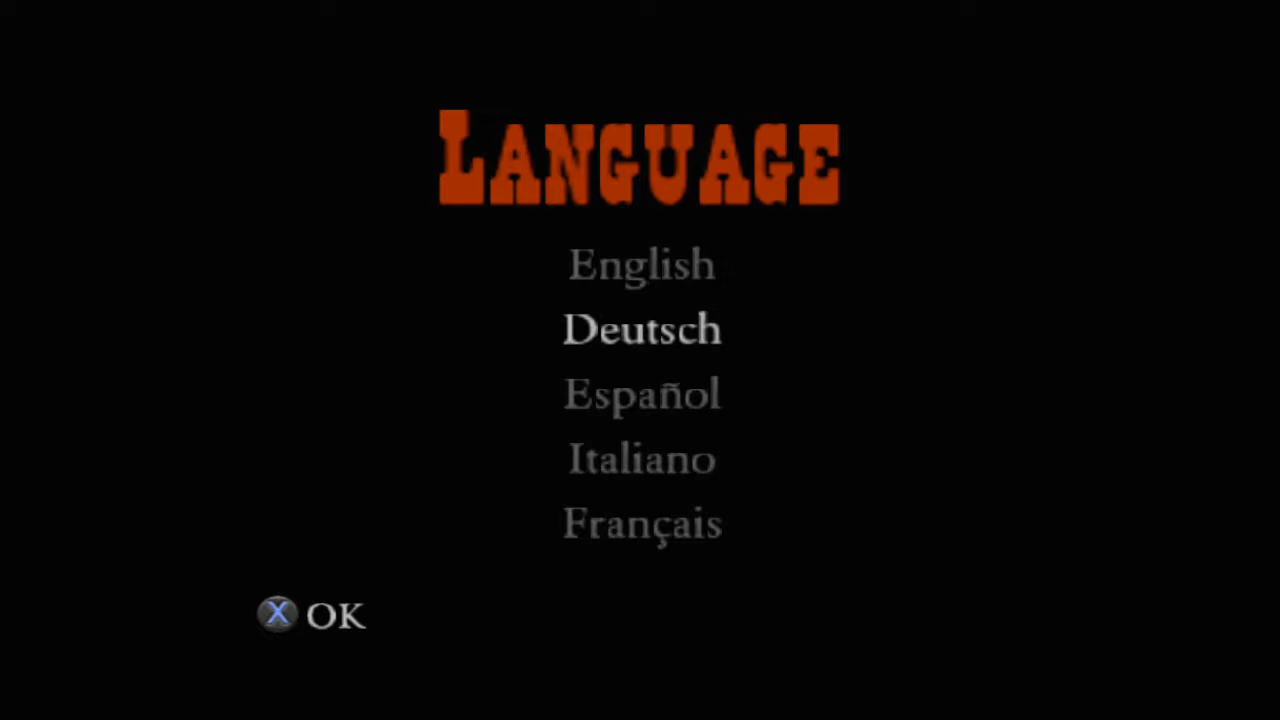 LANGUAGE
English
Deutsch
Español
Italiano
Français
X OK